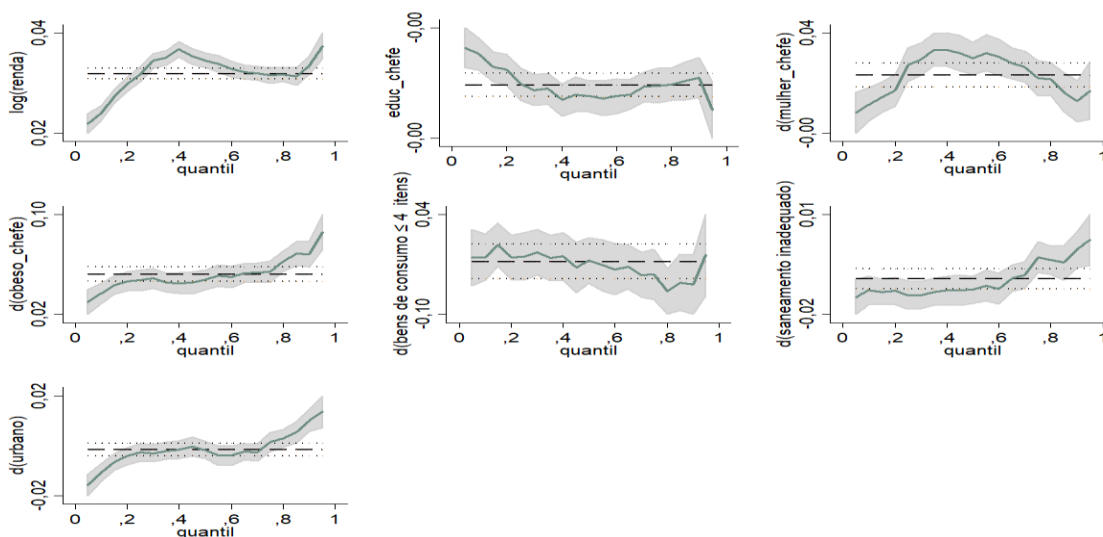 log(renda)
0,04
0,02
0 ,2 ,4 ,6 ,8 1
quantil
educ_chefe
-0,00
-0,00
0 ,2 ,4 ,6 ,8 1
quantil
d(mulher_chefe)
0,04
-0,00
0 ,2 ,4 ,6 ,8 1
quantil
d(obeso_chefe)
0,10
0,02
0 ,2 ,4 ,6 ,8 1
quantil
d(bens de consumo ≤ 4 itens)
0,04
-0,10
0 ,2 ,4 ,6 ,8 1
quantil
d(saneamento inadequado)
0,01
-0,02
0 ,2 ,4 ,6 ,8 1
quantil
d(urbano)
0,02
-0,02
0 ,2 ,4 ,6 ,8 1
quantil